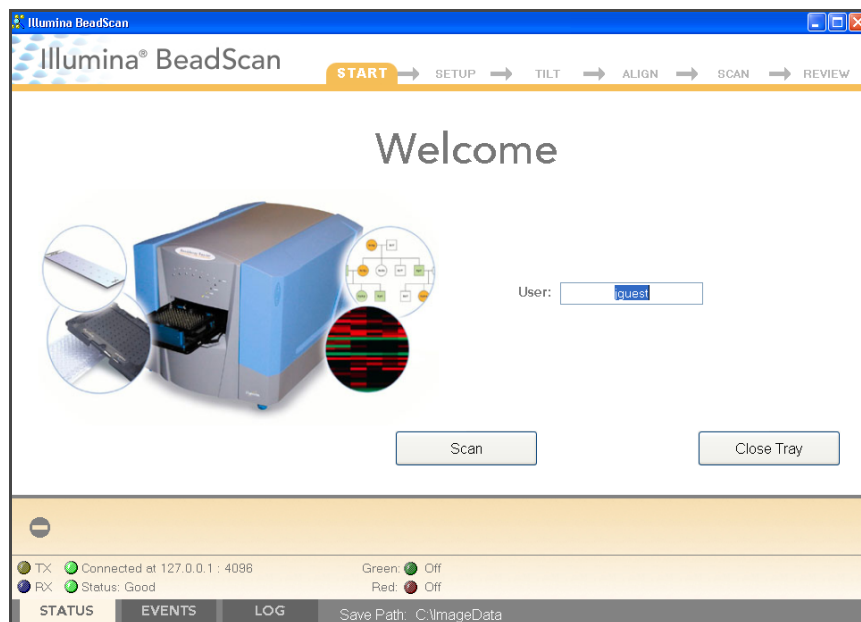 Illumina BeadScan
Illumina® BeadScan
START SETUP TILT ALIGN SCAN REVIEW
Welcome
User: iguest
Scan Close Tray
TX Connected at 127.0.0.1 : 4096 Green: Off
RX Status: Good Red: Off
STATUS EVENTS LOG Save Path: C:\ImageData